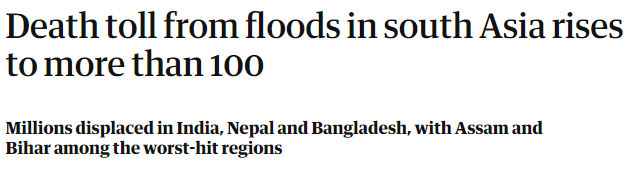 Death toll from floods in south Asia rises
to more than 100
Millions displaced in India, Nepal and Bangladesh, with Assam and
Bihar among the worst-hit regions